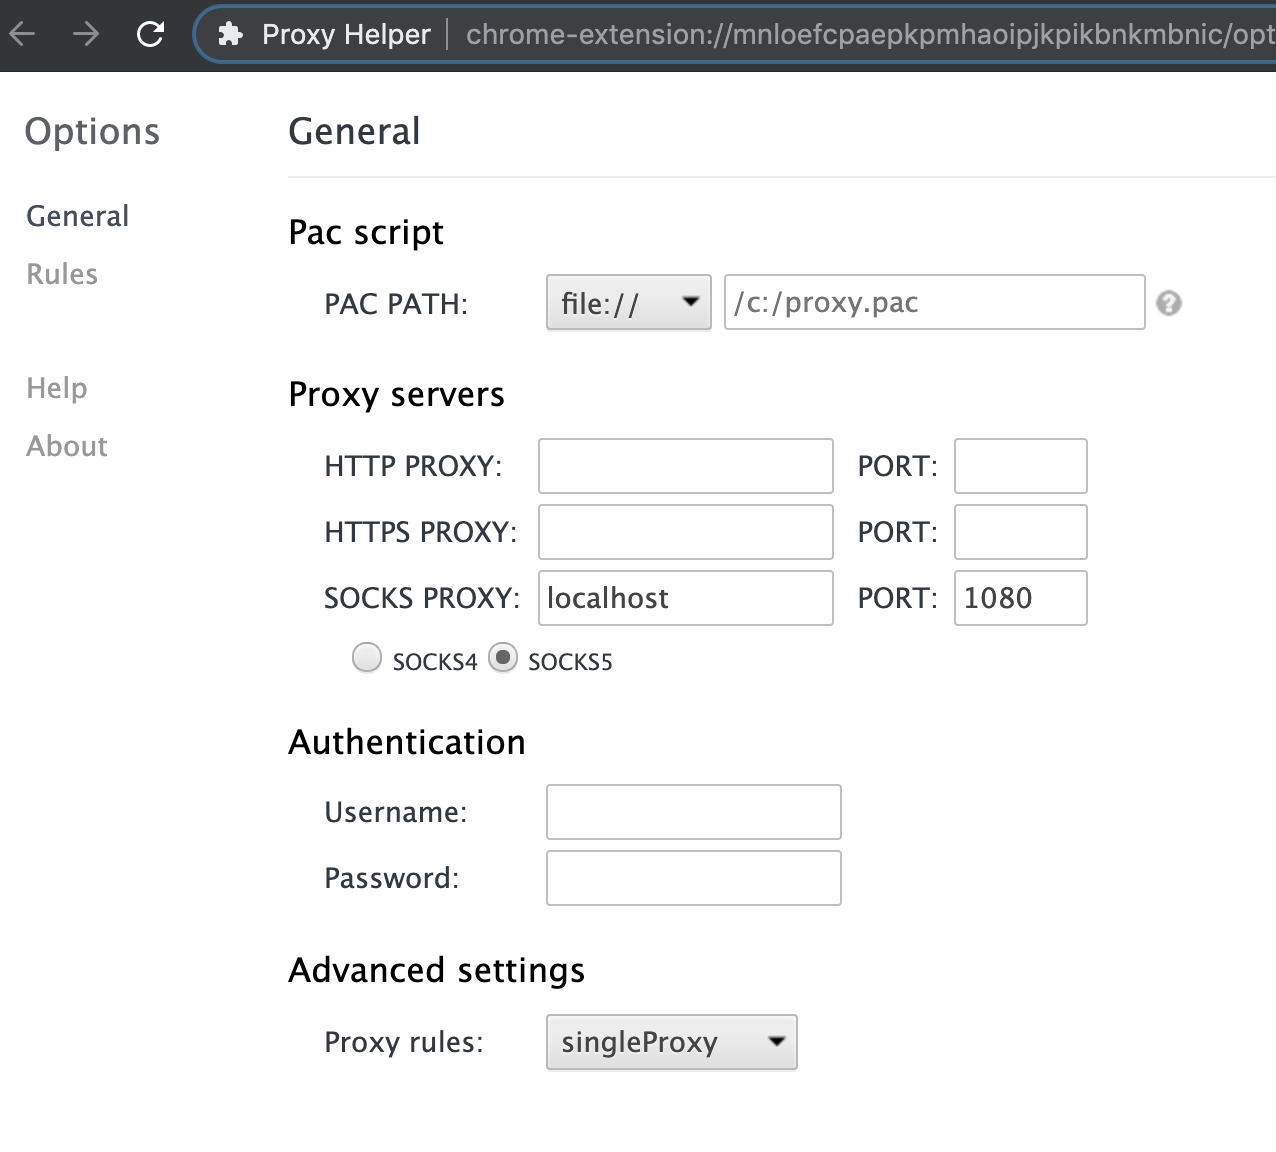 Proxy Helper chrome-extension://mnloefcpaepkpmhaoipjkpikbnkmbnic/opt
Options
General
Rules
Help
About
General
Pac script
PAC PATH: file:// /c:/proxy.pac ?
Proxy servers
HTTP PROXY: PORT:
HTTPS PROXY: PORT:
SOCKS PROXY: localhost PORT: 1080
SOCKS4 SOCKS5
Authentication
Username:
Password:
Advanced settings
Proxy rules: singleProxy